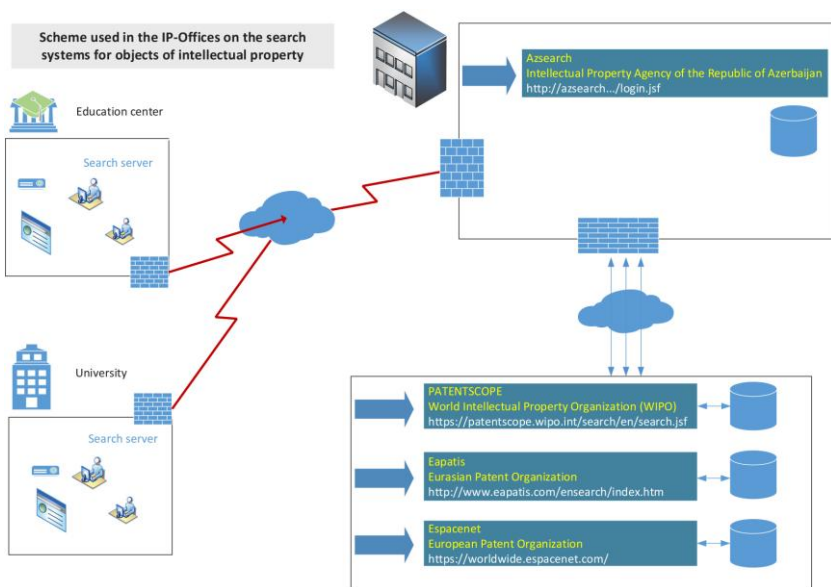 Scheme used in the IP-Offices on the search
systems for objects of intellectual property
Education center
Search server
University
Search server
Azsearch
Intellectual Property Agency of the Republic of Azerbaijan
http://azsearch.../login.jsf
PATENTSCOPE
World Intellectual Property Organization (WIPO)
https://patentscope.wipo.int/search/en/search.jsf
Eapatis
Eurasian Patent Organization
http://www.eapatis.com/ensearch/index.htm
Espacenet
European Patent Organization
https://worldwide.espacenet.com/